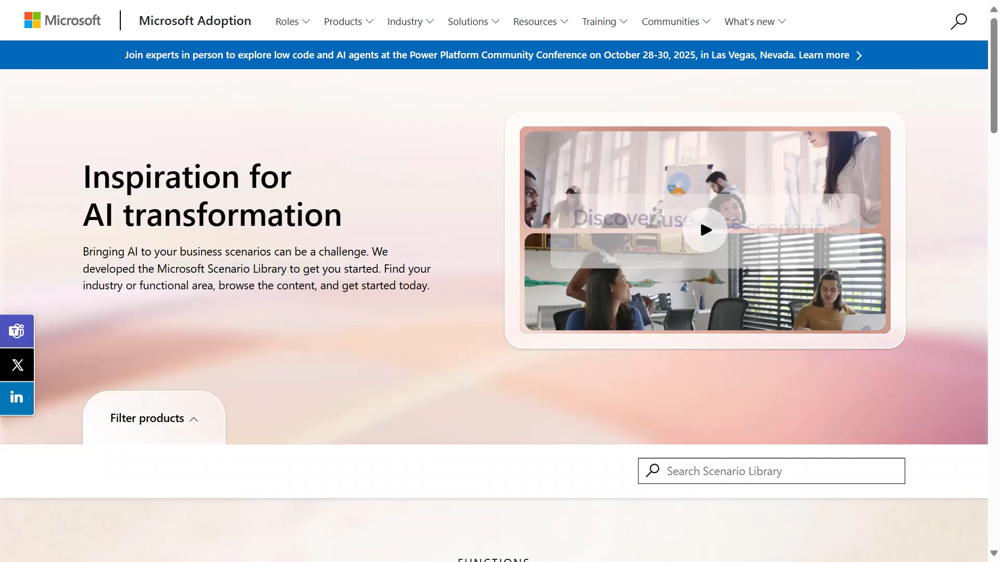 Microsoft
Microsoft Adoption
Roles
Products
Industry
Solutions
Resources
Training
Communities
What's new
Join experts in person to explore low code and AI agents at the Power Platform Community Conference on October 28-30, 2025, in Las Vegas, Nevada. Learn more
Inspiration for
AI transformation
Bringing AI to your business scenarios can be a challenge. We
developed the Microsoft Scenario Library to get you started. Find your
industry or functional area, browse the content, and get started today.
Discover use case scenarios
Filter products
Search Scenario Library
FUNCTIONS